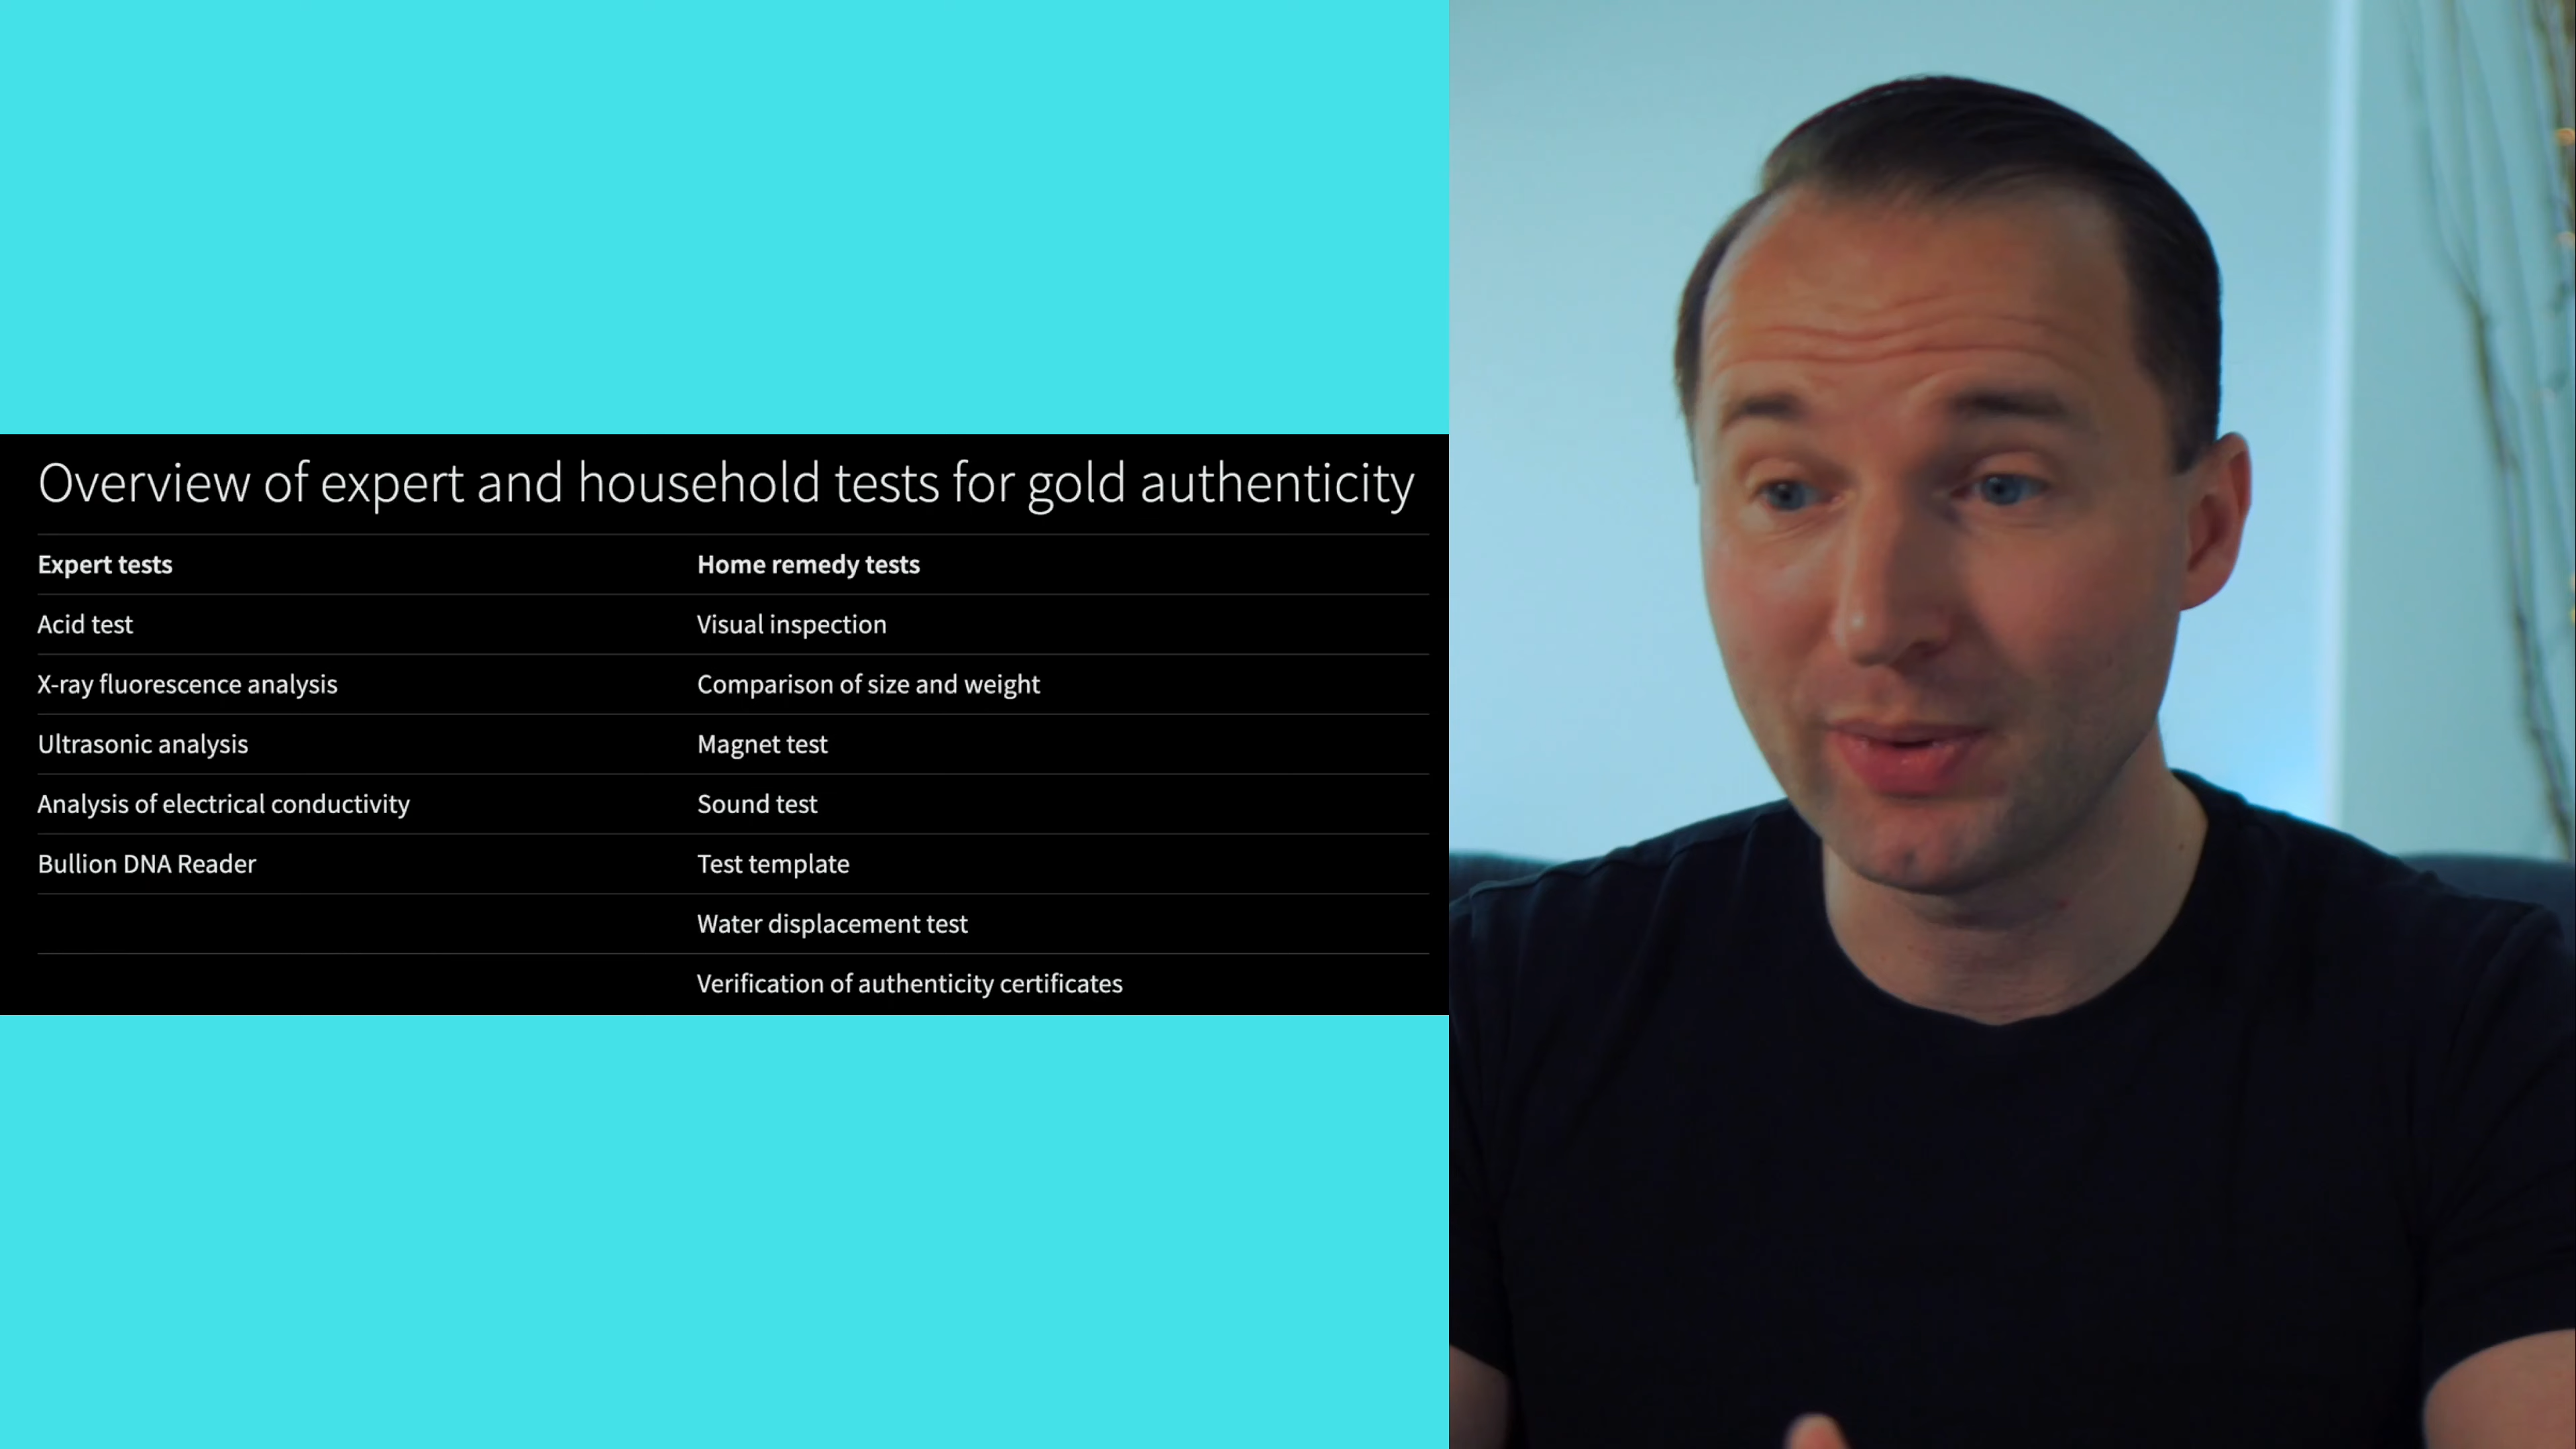 Overview of expert and household tests for gold authenticity
Expert tests
Home remedy tests
Acid test
Visual inspection
X-ray fluorescence analysis
Comparison of size and weight
Ultrasonic analysis
Magnet test
Analysis of electrical conductivity
Sound test
Bullion DNA Reader
Test template
Water displacement test
Verification of authenticity certificates